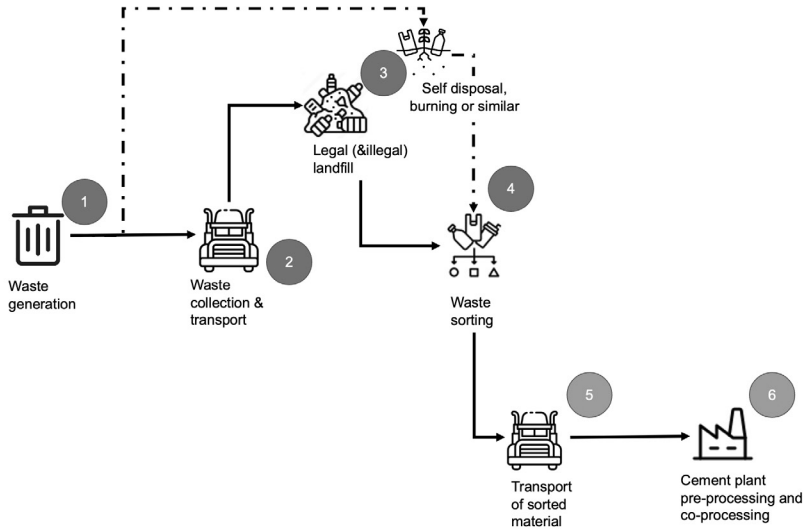 3
Self disposal,
burning or similar
Legal (&illegal)
landfill
1
4
2
Waste
generation
Waste
collection &
transport
Waste
sorting
5
6
Transport
of sorted
material
Cement plant
pre-processing and
co-processing